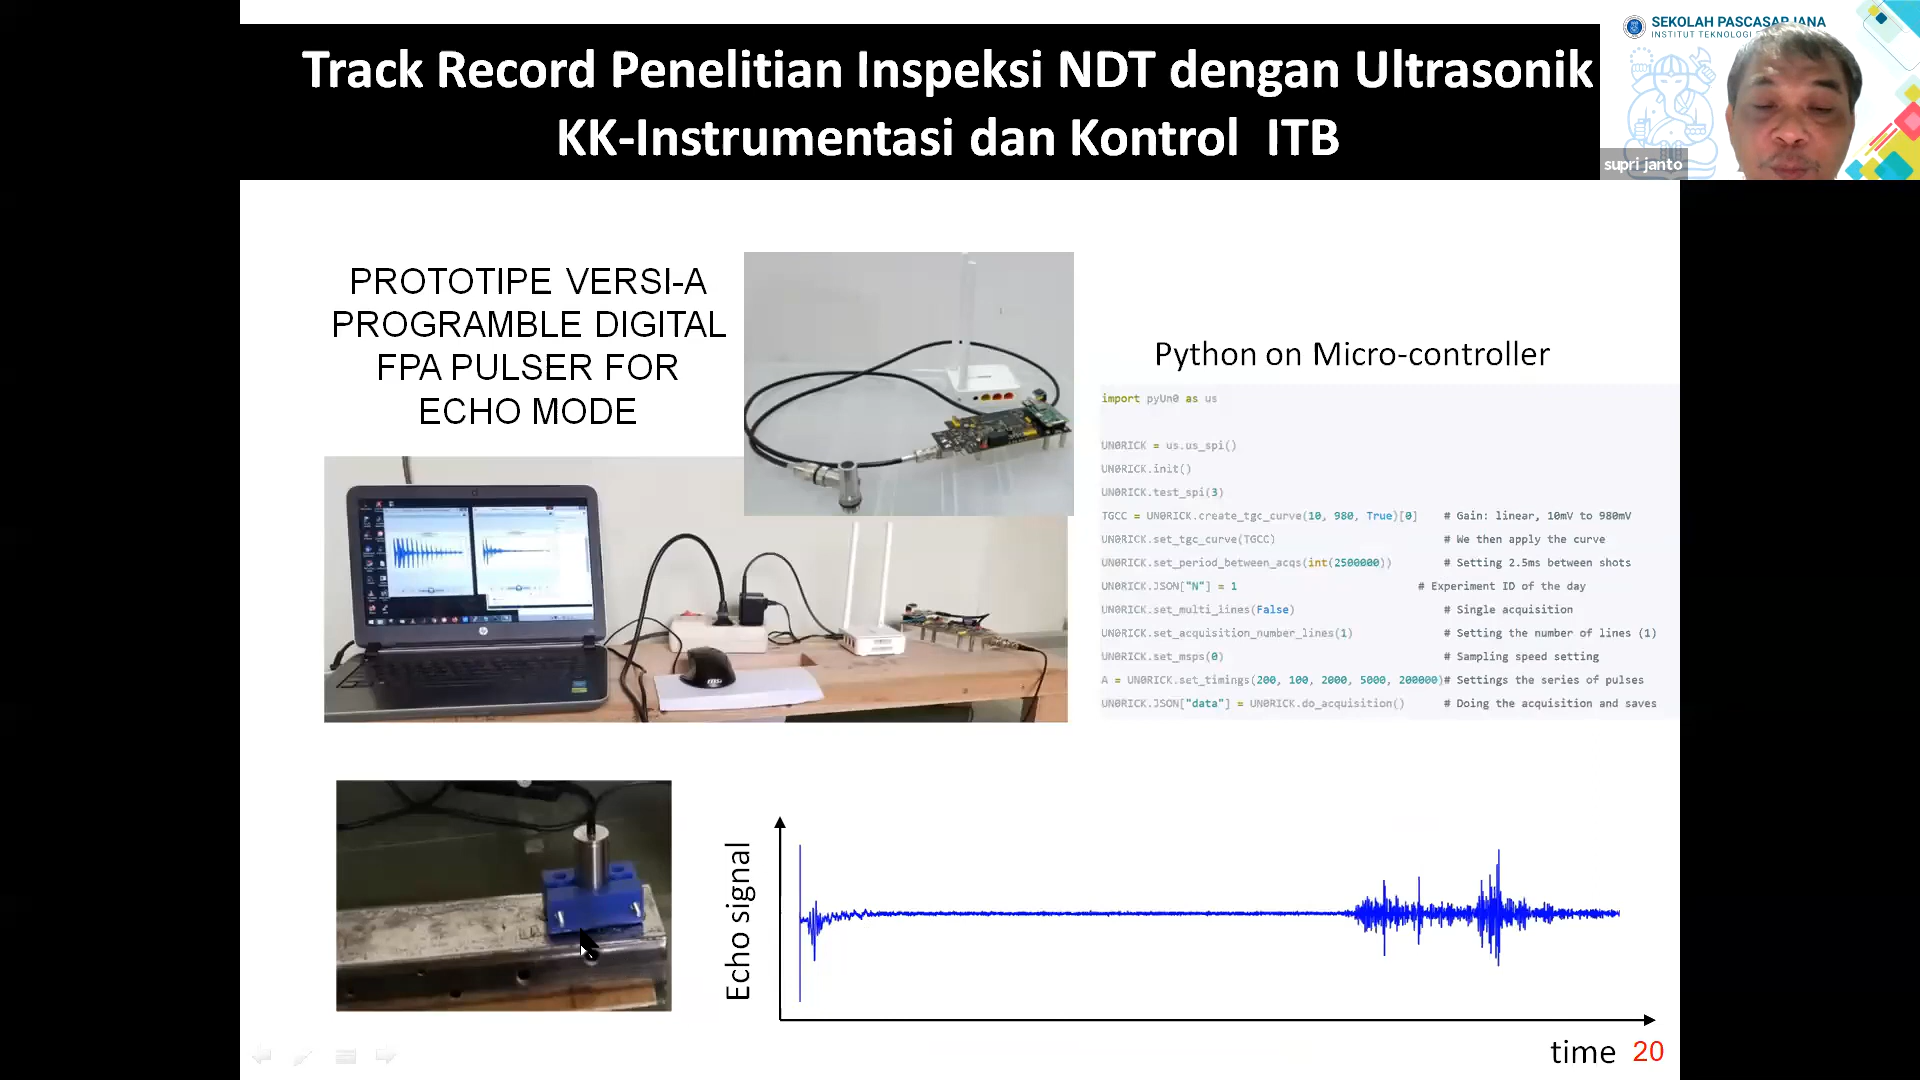 Track Record Penelitian Inspeksi NDT dengan Ultrasonik
KK-Instrumentasi dan Kontrol ITB
SEKOLAH PASCASARJANA
INSTITUT TEKNOLOGI
supri janto
PROTOTIPE VERSI-A
PROGRAMBLE DIGITAL
FPA PULSER FOR
ECHO MODE
Python on Micro-controller
import pyUn0 as us
UN0RICK = us.us_spi()
UN0RICK.init()
UN0RICK.test_spi(3)
TGCC = UN0RICK.create_tgc_curve(10, 980, True)[0] # Gain: linear, 10mV to 980mV
UN0RICK.set_tgc_curve(TGCC) # We then apply the curve
UN0RICK.set_period_between_acqs(int(2500000)) # Setting 2.5ms between shots
UN0RICK.JSON["N"] = 1 # Experiment ID of the day
UN0RICK.set_multi_lines(False) # Single acquisition
UN0RICK.set_acquisition_number_lines(1) # Setting the number of lines (1)
UN0RICK.set_msps(0) # Sampling speed setting
A = UN0RICK.set_timings(200, 100, 2000, 5000, 200000)# Settings the series of pulses
UN0RICK.JSON["data"] = UN0RICK.do_acquisition() # Doing the acquisition and saves
Echo signal
time 20